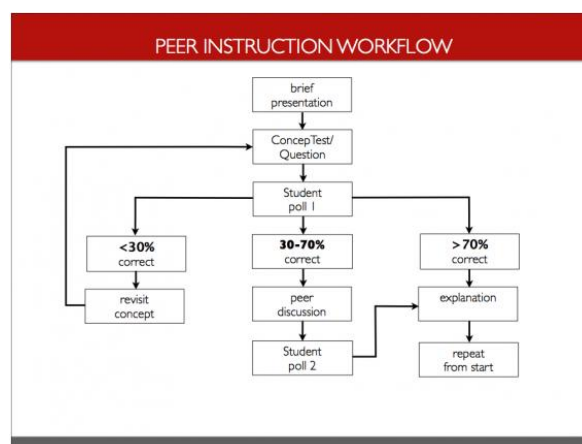 PEER INSTRUCTION WORKFLOW
brief
presentation
ConcepTest/
Question
Student
poll 1
<30%
correct
30-70%
correct
>70%
correct
revisit
concept
peer
discussion
explanation
Student
poll 2
repeat
from start